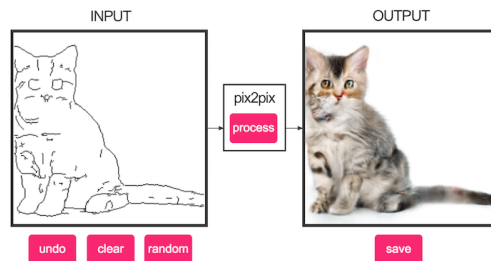 INPUT
OUTPUT
pix2pix
process
undo
clear
random
save